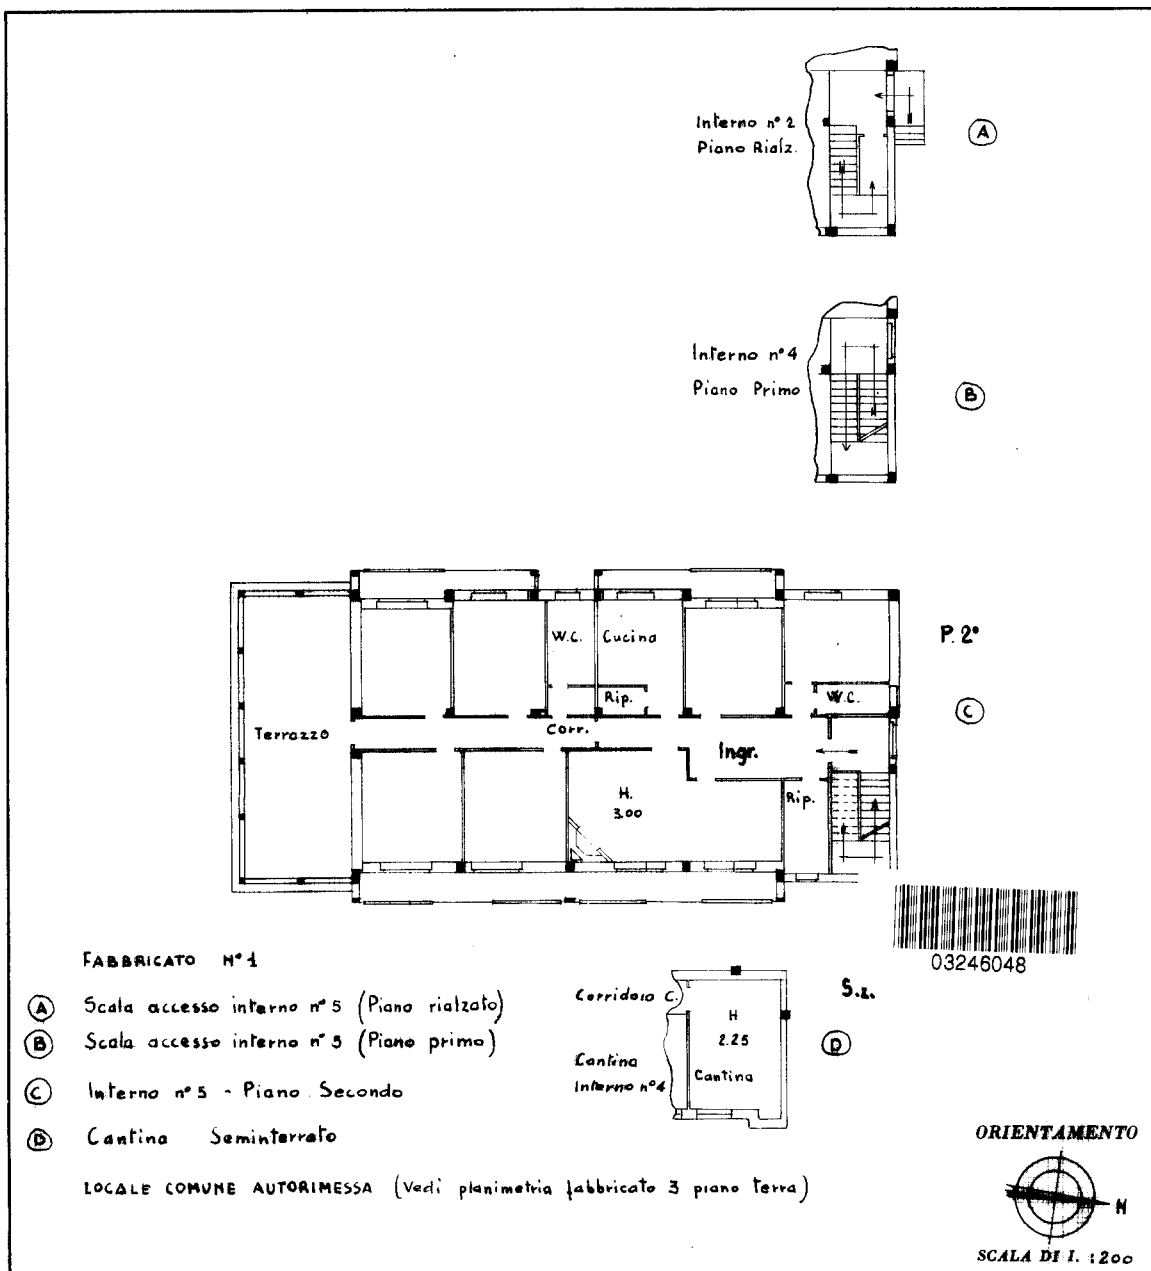 Interno n° 2
Piano Rialz.
A
Interno n° 4
Piano Primo
B
P. 2°
W.C.
Cucina
Rip.
W.C.
C
Terrazzo
Corr.
Ingr.
H.
3.00
Rip.
03246048
FABBRICATO N° 1
A Scala accesso interno n° 5 (Piano rialzato)
B Scala accesso interno n° 5 (Piano primo)
C Interno n° 5 - Piano Secondo
D Cantina Seminterrato
LOCALE COMUNE AUTORIMESSA (Vedi planimetria fabbricato 3 piano terra)
Corridoio C.
H
2.25
Cantina
Cantina
Interno n° 4
D
ORIENTAMENTO
N
SCALA DI 1. :200